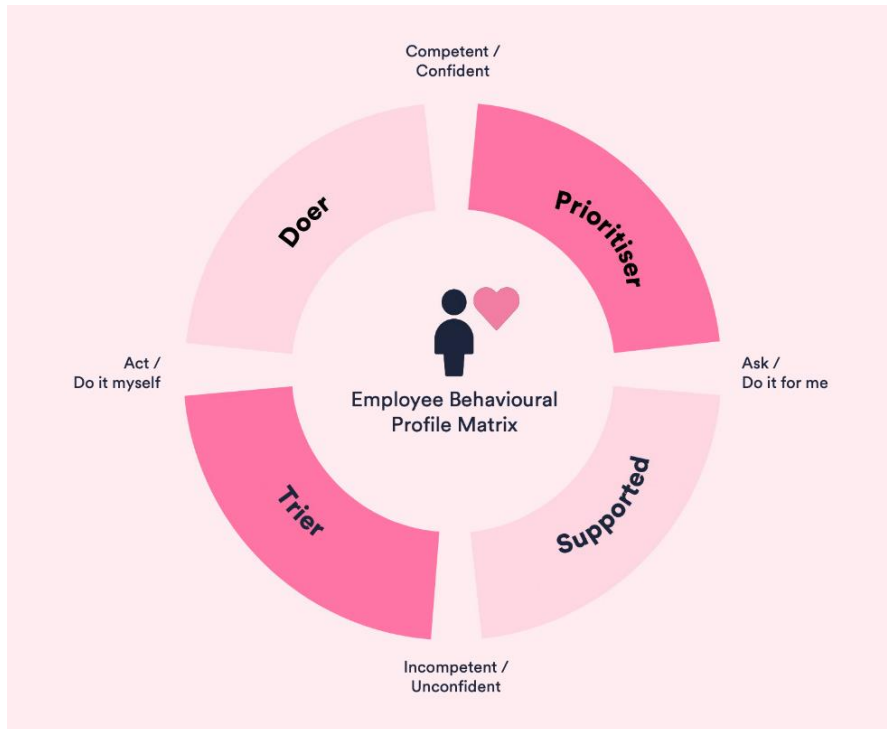 Competent /
Confident
Doer
Prioritiser
Act /
Do it myself
Ask /
Do it for me
Employee Behavioural
Profile Matrix
Trier
Supported
Incompetent /
Unconfident